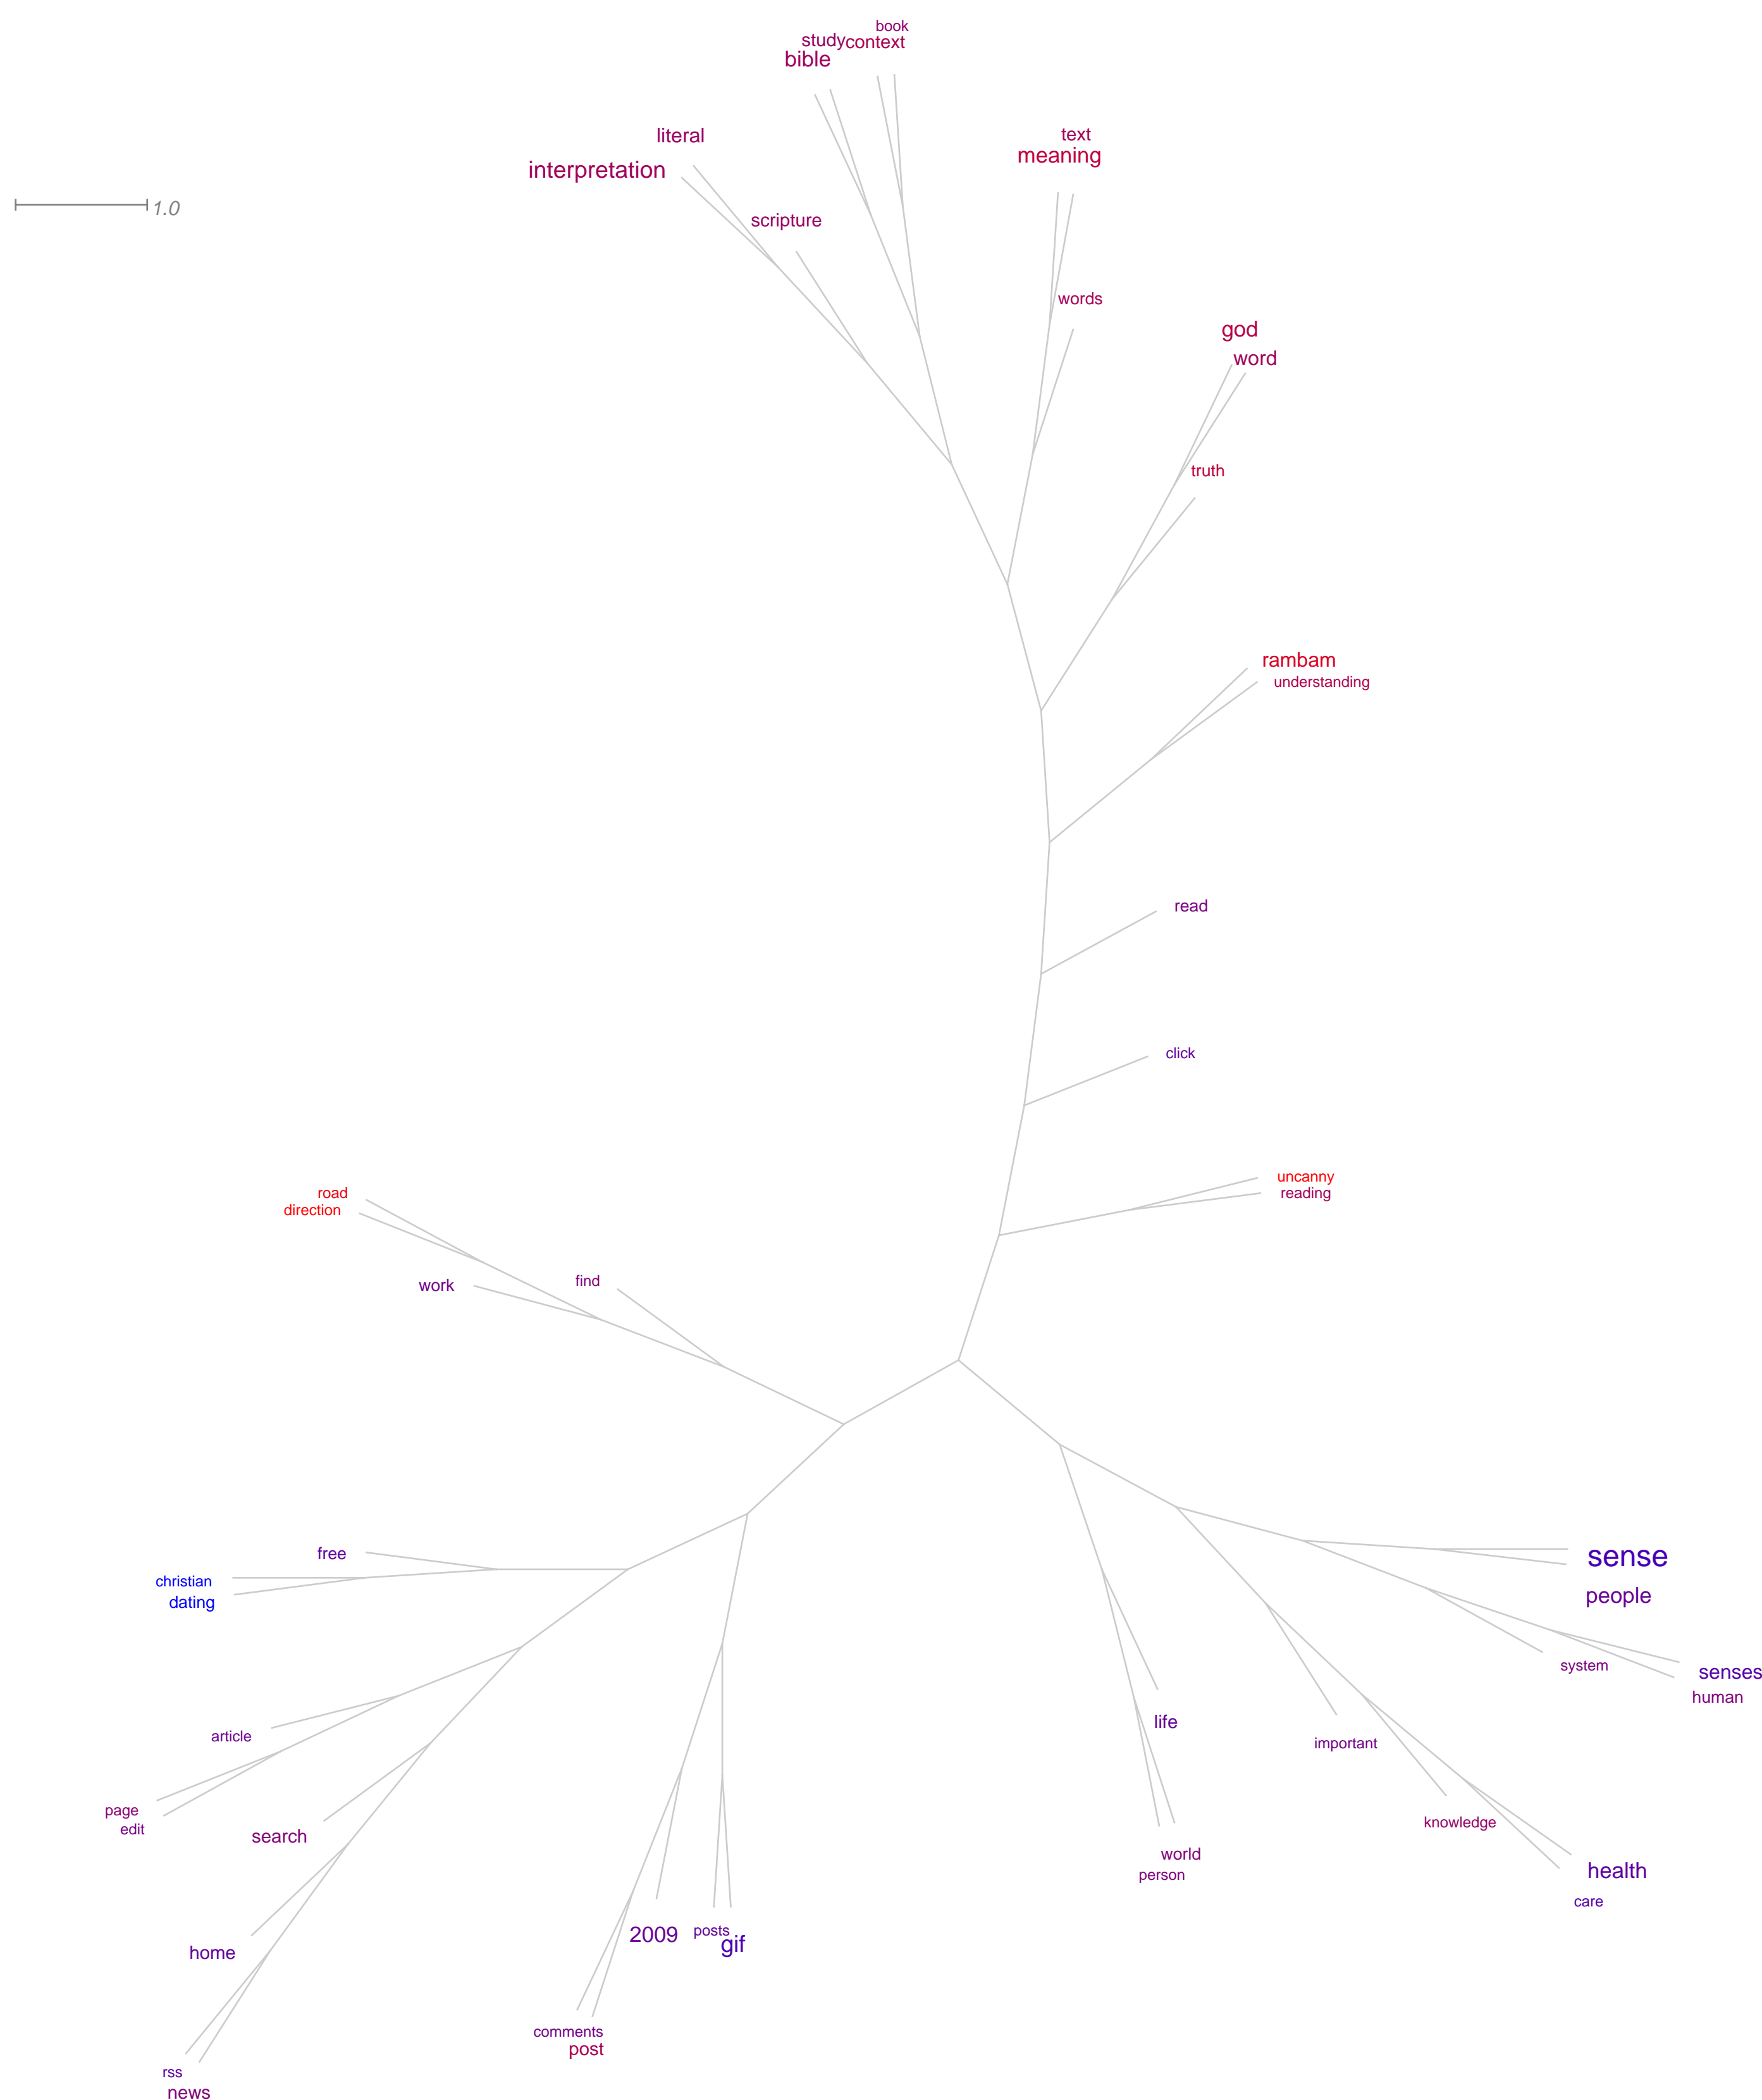 book
studycontext
bible
text
literal
meaning
interpretation
1.0
scripture
words
god
word
truth
rambam
understanding
read
click
uncanny
road
reading
direction
find
work
free
sense
christian
people
dating
system
senses
human
life
article
important
page
knowledge
edit
search
world
health
person
care
posts
2009
gif
home
comments
post
rss
news